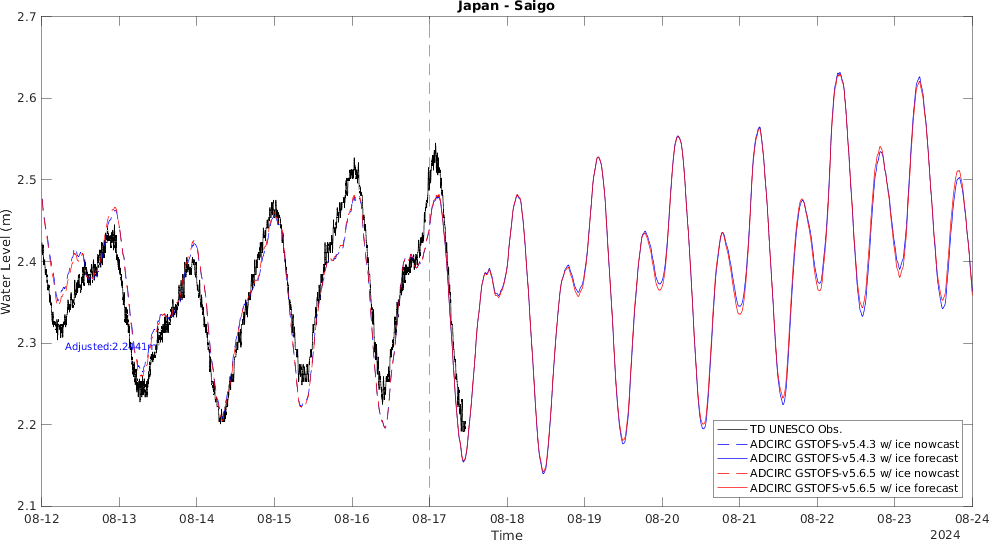 Japan - Saigo
2.7
2.6
2.5
2.4
2.3
2.2
2.1
Water Level (m)
Adjusted:2.2441m
TD UNESCO Obs.
ADCIRC GSTOFS-v5.4.3 w/ ice nowcast
ADCIRC GSTOFS-v5.4.3 w/ ice forecast
ADCIRC GSTOFS-v5.6.5 w/ ice nowcast
ADCIRC GSTOFS-v5.6.5 w/ ice forecast
08-12 08-13 08-14 08-15 08-16 08-17 08-18 08-19 08-20 08-21 08-22 08-23 08-24
Time
2024